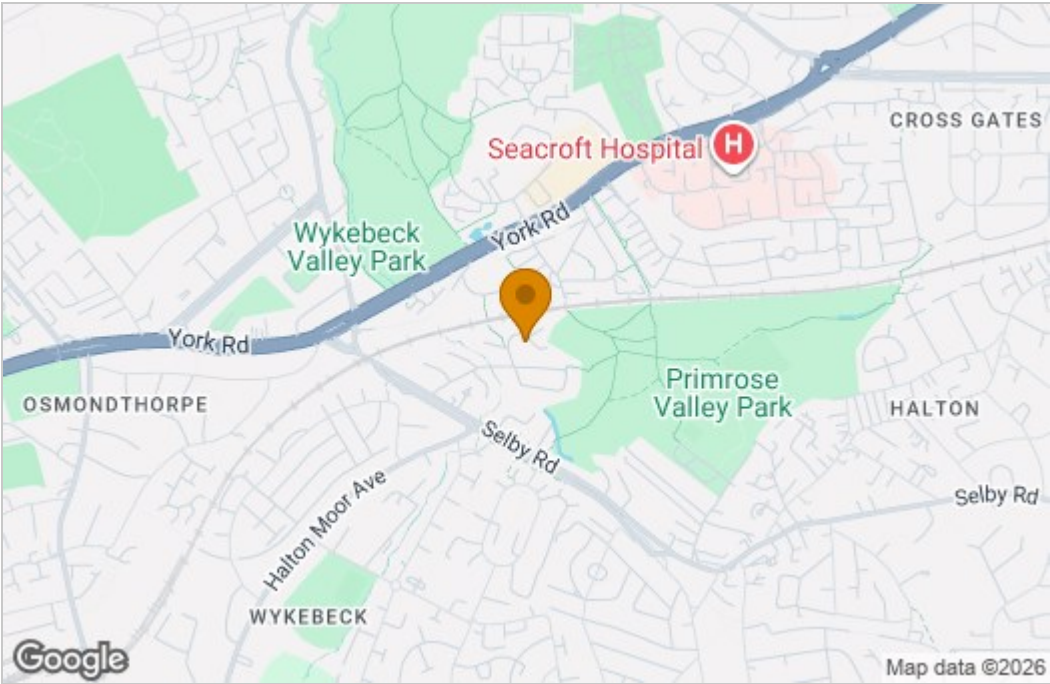 CROSS GATES
Seacroft Hospital
H
York Rd
Wykebeck
Valley Park
York Rd
Primrose
Valley Park
OSMONDTHORPE
HALTON
Selby Rd
Selby Rd
Halton Moor Ave
WYKEBECK
Google
Map data ©2026